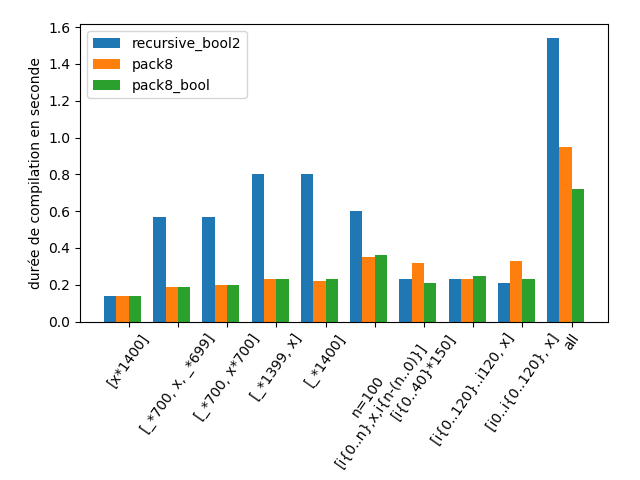 recursive_bool2
pack8
pack8_bool
durée de compilation en seconde
1.6
1.4
1.2
1.0
0.8
0.6
0.4
0.2
0.0
[x*1400]
[_*700, x, _*699]
[_*700, x*700]
[_*1399, x]
[_*1400]
n=100
[i{0..n},x,i{n-(n..0)}]
[i{0..40}*150]
[i{0..120}..i120, x]
[i0..i{0..120}, x]
all